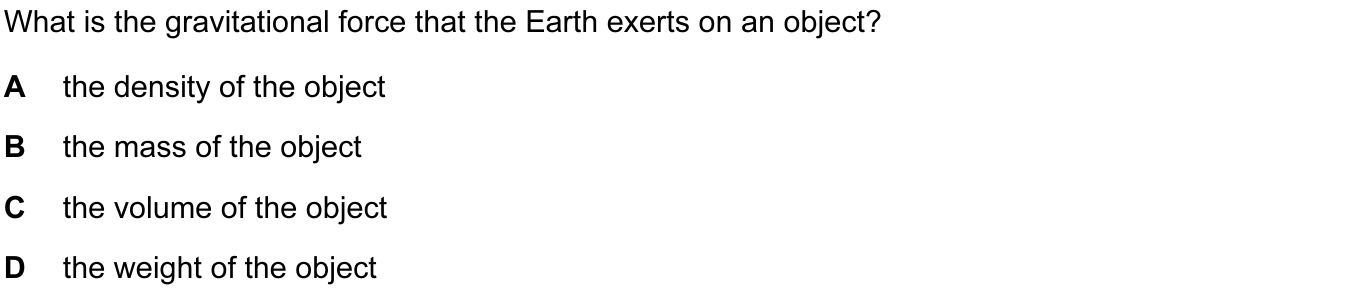 What is the gravitational force that the Earth exerts on an object?
A the density of the object
B the mass of the object
C the volume of the object
D the weight of the object